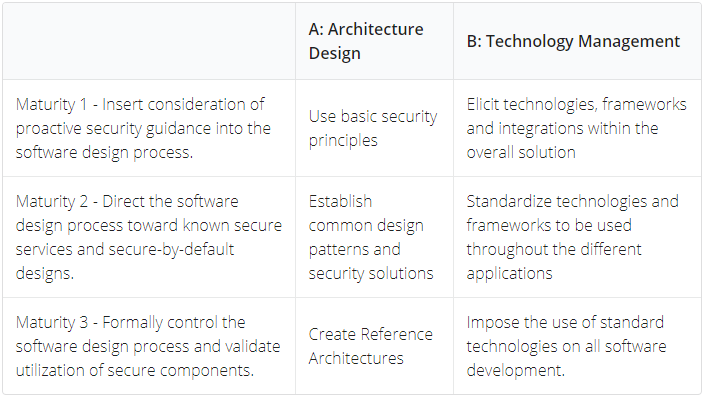 A: Architecture
Design
B: Technology Management
Maturity 1 - Insert consideration of
proactive security guidance into the
software design process.
Use basic security
principles
Elicit technologies, frameworks
and integrations within the
overall solution
Maturity 2 - Direct the software
design process toward known secure
services and secure-by-default
designs.
Establish
common design
patterns and
security solutions
Standardize technologies and
frameworks to be used
throughout the different
applications
Maturity 3 - Formally control the
software design process and validate
utilization of secure components.
Create Reference
Architectures
Impose the use of standard
technologies on all software
development.